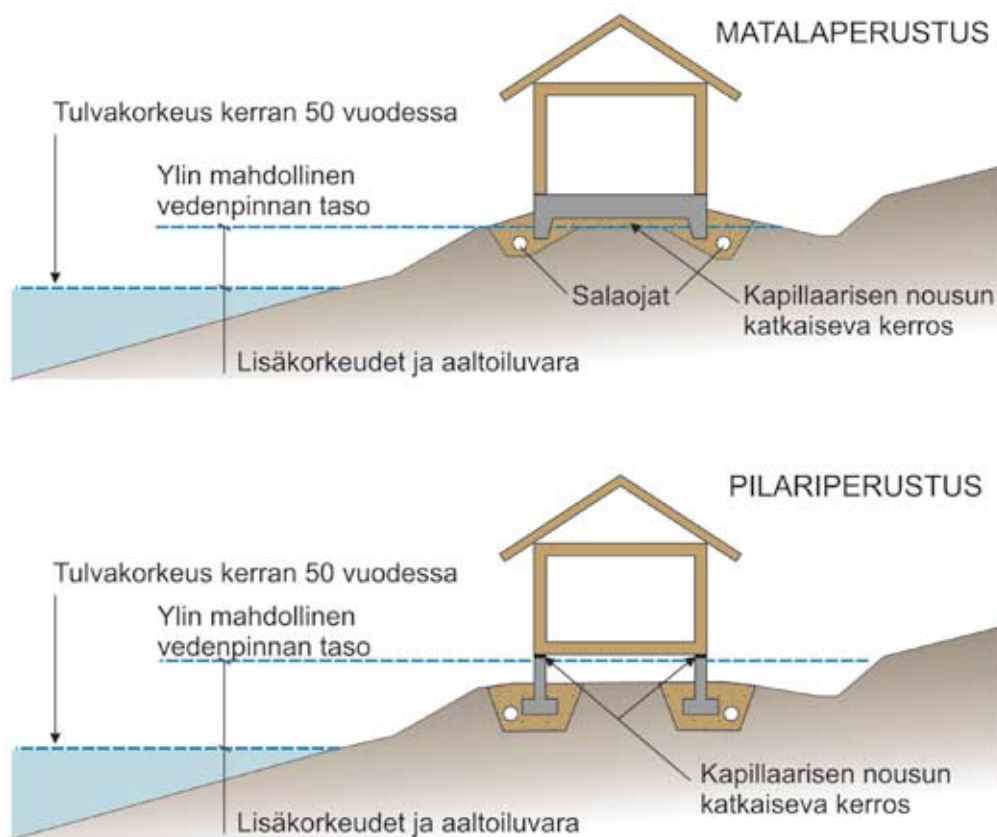 MATALAPERUSTUS
Tulvakorkeus kerran 50 vuodessa
Ylin mahdollinen
vedenpinnan taso
Salaojat
Kapillaarisen nousun
katkaiseva kerros
Lisäkorkeudet ja aaltoiluvara
PILARIPERUSTUS
Tulvakorkeus kerran 50 vuodessa
Ylin mahdollinen
vedenpinnan taso
Kapillaarisen nousun
katkaiseva kerros
Lisäkorkeudet ja aaltoiluvara